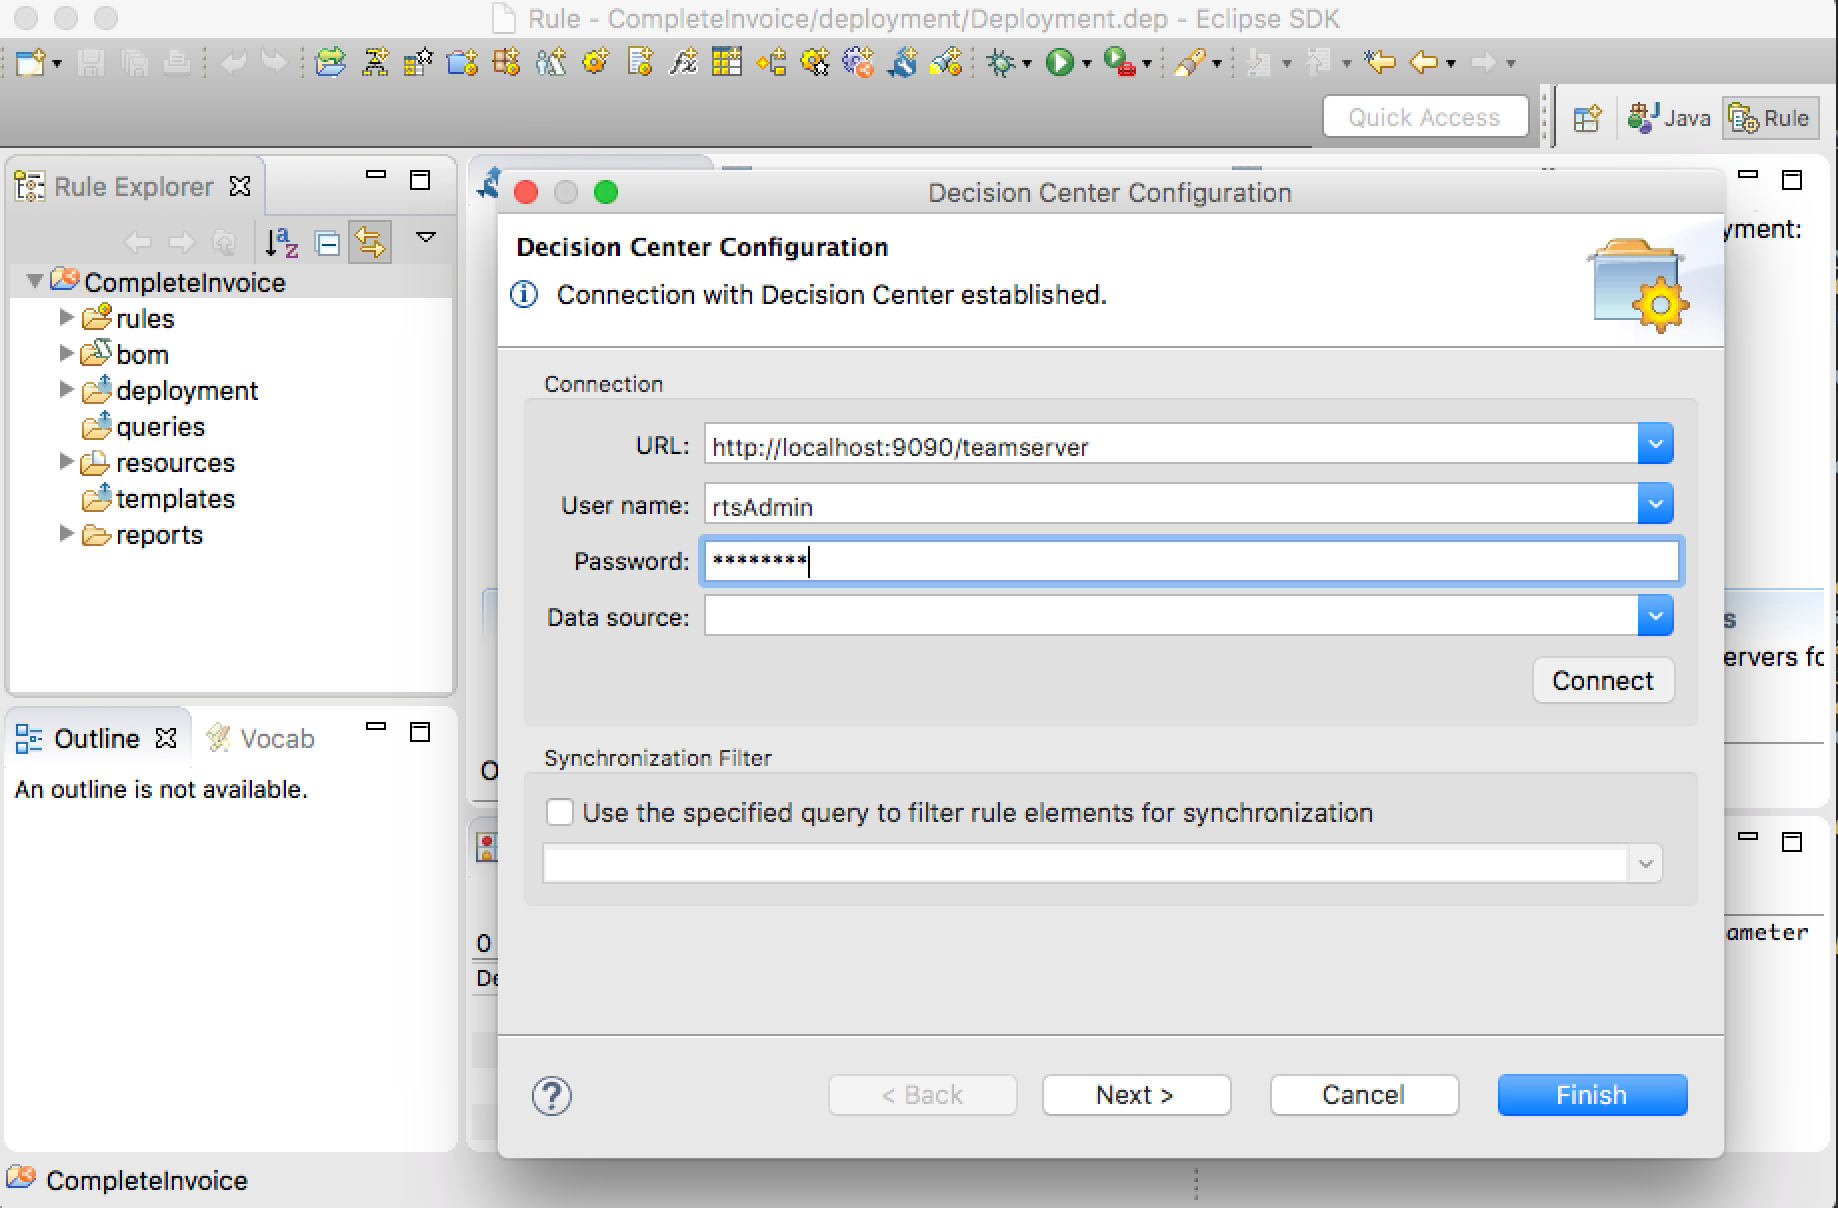 Rule - CompleteInvoice/deployment/Deployment.dep - Eclipse SDK
Quick Access
Java
Rule
Rule Explorer
CompleteInvoice
rules
bom
deployment
queries
resources
templates
reports
Outline
Vocab
An outline is not available.
Decision Center Configuration
Decision Center Configuration
Connection with Decision Center established.
Connection
URL: http://localhost:9090/teamserver
User name: rtsAdmin
Password: ********
Data source:
Connect
Synchronization Filter
Use the specified query to filter rule elements for synchronization
? < Back Next > Cancel Finish
yment:
s
ervers fo
O
0
De
ameter
CompleteInvoice